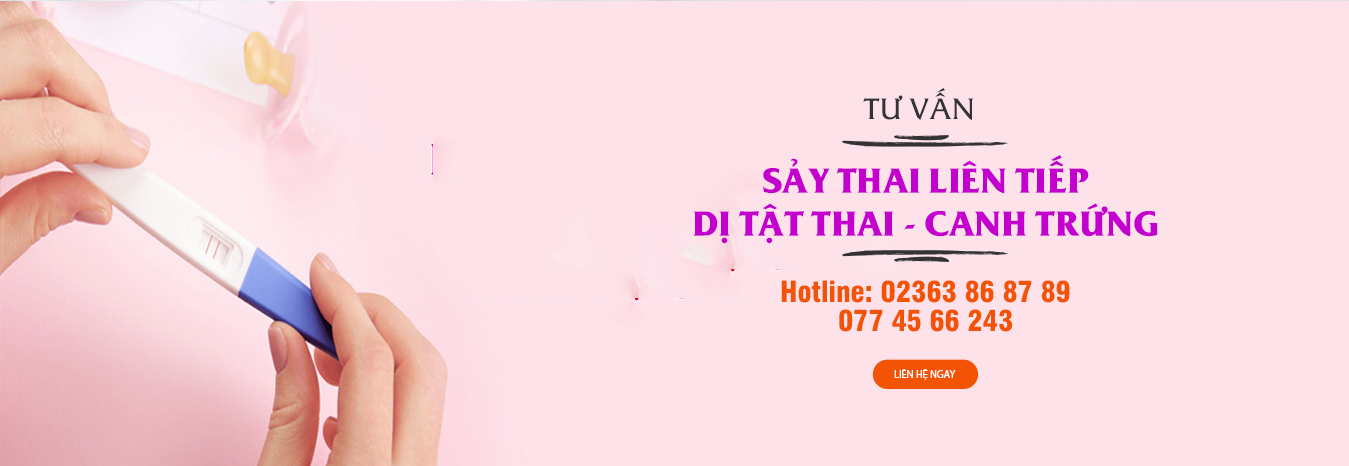 TƯ VẤN
SẢY THAI LIÊN TIẾP
DỊ TẬT THAI - CANH TRỨNG
Hotline: 02363 86 87 89
077 45 66 243
LIÊN HỆ NGAY